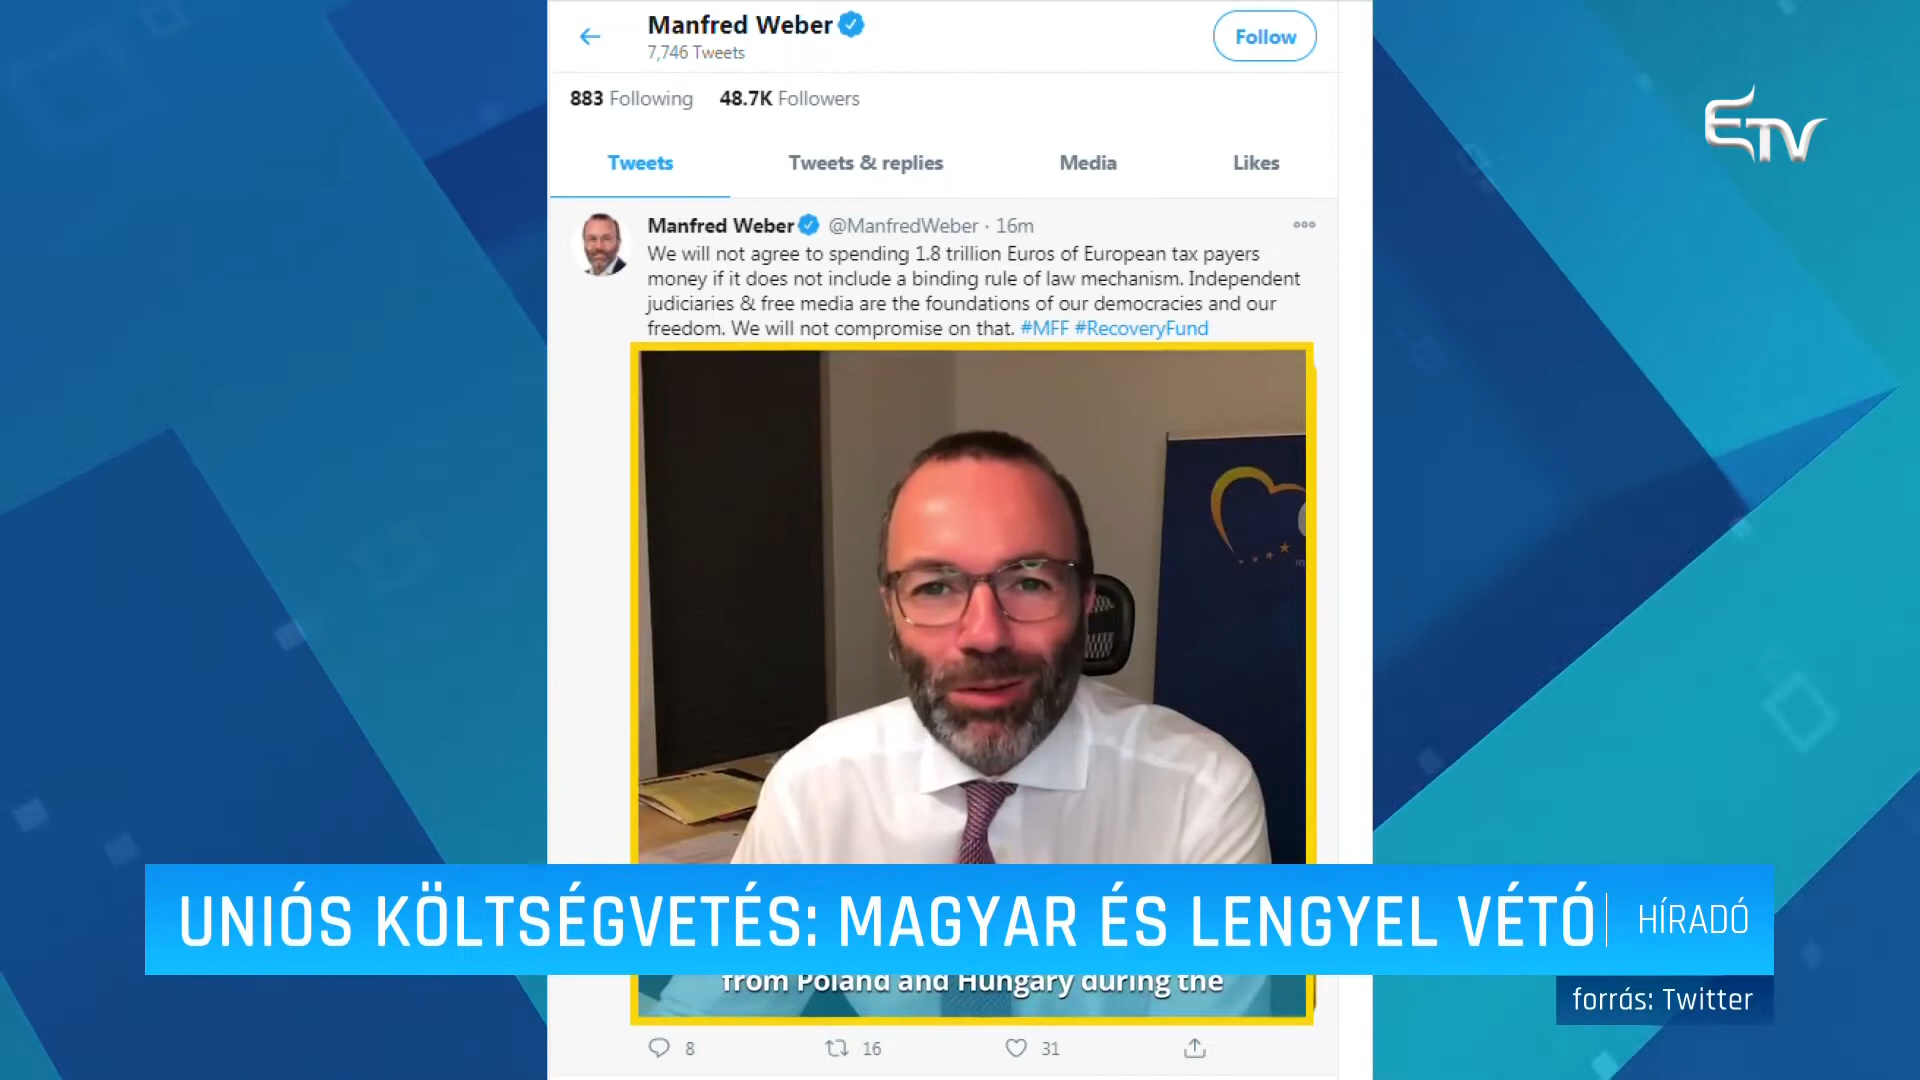 Manfred Weber
7,746 Tweets
Follow
883 Following 48.7K Followers
Tweets Tweets & replies Media Likes
ETV
Manfred Weber @ManfredWeber · 16m
We will not agree to spending 1.8 trillion Euros of European tax payers
money if it does not include a binding rule of law mechanism. Independent
judiciaries & free media are the foundations of our democracies and our
freedom. We will not compromise on that. #MFF #RecoveryFund
in
UNIÓS KÖLTSÉGVETÉS: MAGYAR ÉS LENGYEL VÉTÓ HÍRADÓ
from Poland and Hungary during the
forrás: Twitter
8 16 31